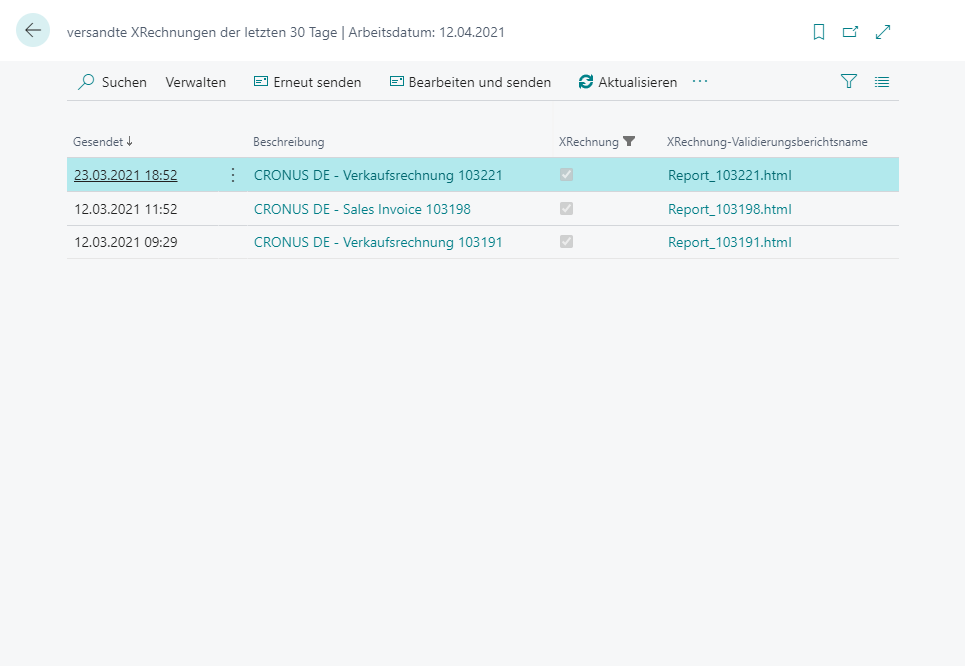 versandte XRechnungen der letzten 30 Tage | Arbeitsdatum: 12.04.2021
Suchen Verwalten Erneut senden Bearbeiten und senden Aktualisieren ...
Gesendet↓ Beschreibung XRechnung XRechnung-Validierungsberichtsname
23.03.2021 18:52 CRONUS DE - Verkaufsrechnung 103221 Report_103221.html
12.03.2021 11:52 CRONUS DE - Sales Invoice 103198 Report_103198.html
12.03.2021 09:29 CRONUS DE - Verkaufsrechnung 103191 Report_103191.html